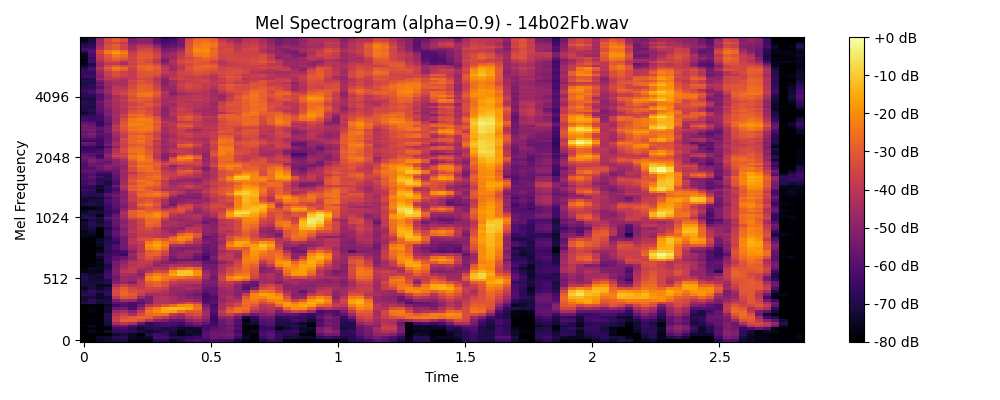 Mel Spectrogram (alpha=0.9) - 14b02Fb.wav
Mel Frequency
4096
2048
1024
512
0
0
0.5
1
1.5
2
2.5
Time
+0 dB
-10 dB
-20 dB
-30 dB
-40 dB
-50 dB
-60 dB
-70 dB
-80 dB